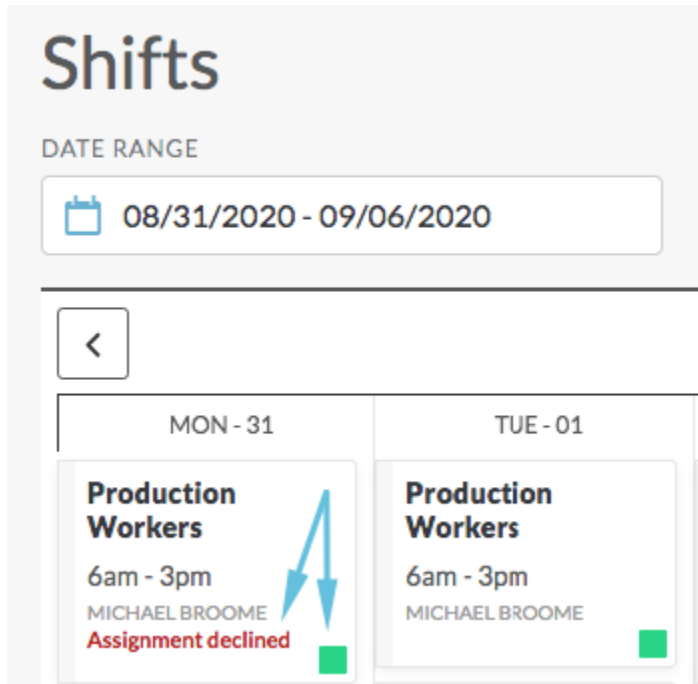 Shifts
DATE RANGE
08/31/2020 - 09/06/2020
MON - 31
TUE - 01
Production
Workers
6am - 3pm
MICHAEL BROOME
Assignment declined
Production
Workers
6am - 3pm
MICHAEL BROOME